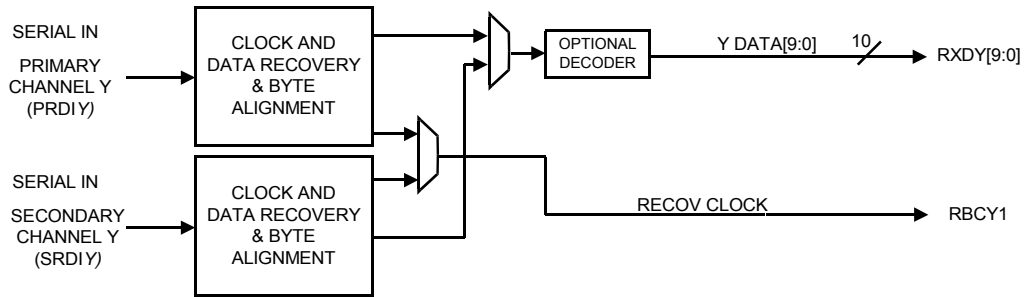 SERIAL IN
PRIMARY
CHANNEL Y
(PRDIY)
CLOCK AND
DATA RECOVERY
& BYTE
ALIGNMENT
OPTIONAL
DECODER
Y DATA[9:0]
10
RXDY[9:0]
SERIAL IN
SECONDARY
CHANNEL Y
(SRDIY)
CLOCK AND
DATA RECOVERY
& BYTE
ALIGNMENT
RECOV CLOCK
RBCY1